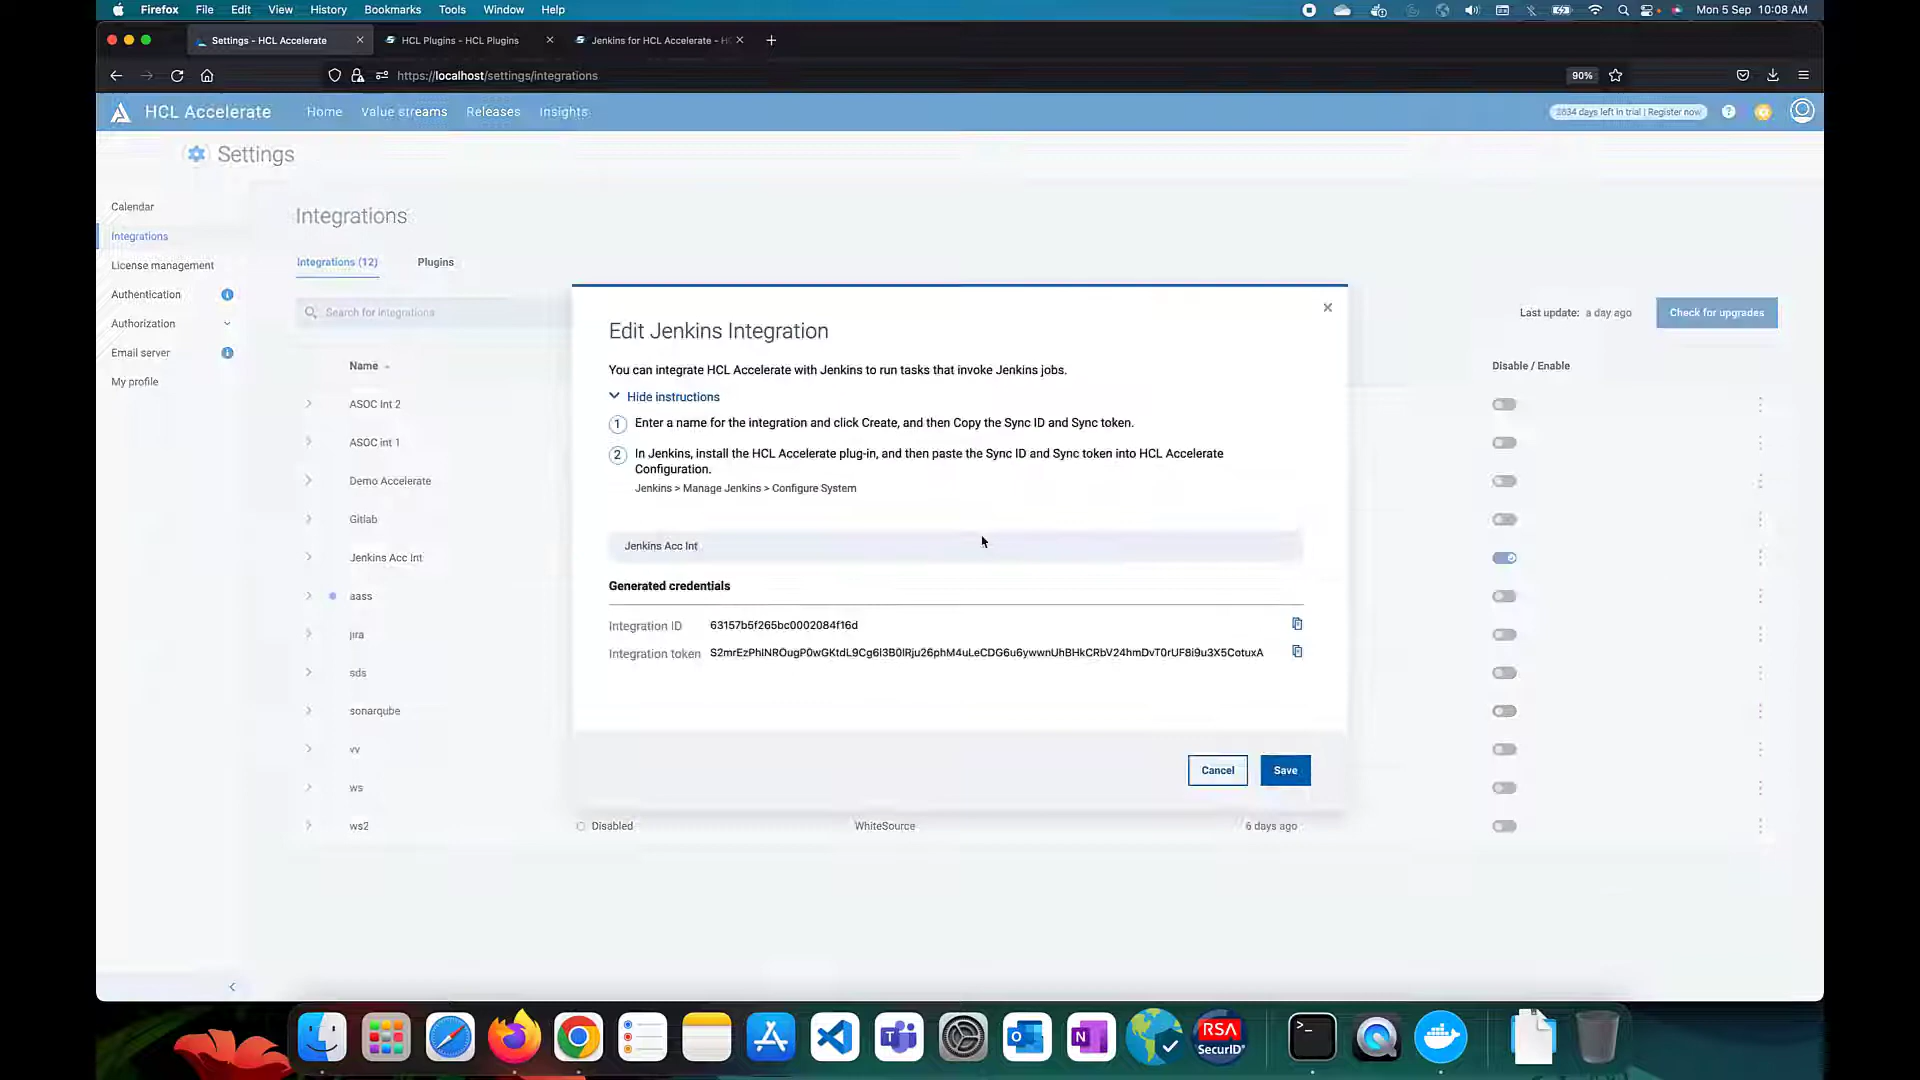 Firefox File Edit View History Bookmarks Tools Window Help Mon 5 Sep 10:08 AM
Settings - HCL Accelerate HCL Plugins - HCL Plugins Jenkins for HCL Accelerate - HC
https://localhost/settings/integrations 90%
HCL Accelerate Home Value streams Releases Insights 2834 days left in trial | Register now
Settings
Calendar
Integrations
License management
Authentication
Authorization
Email server
My profile
Integrations
Integrations (12) Plugins
Search for integrations Last update: a day ago Check for upgrades
Name Disable / Enable
ASOC Int 2
ASOC int 1
Demo Accelerate
Gitlab
Jenkins Acc Int
aass
jira
sds
sonarqube
vv
ws
ws2 Disabled WhiteSource 6 days ago
Edit Jenkins Integration
You can integrate HCL Accelerate with Jenkins to run tasks that invoke Jenkins jobs.
Hide instructions
1 Enter a name for the integration and click Create, and then Copy the Sync ID and Sync token.
2 In Jenkins, install the HCL Accelerate plug-in, and then paste the Sync ID and Sync token into HCL Accelerate
Configuration.
Jenkins > Manage Jenkins > Configure System
Jenkins Acc Int
Generated credentials
Integration ID 63157b5f265bc0002084f16d
Integration token
Cancel Save
RSA
SecurID